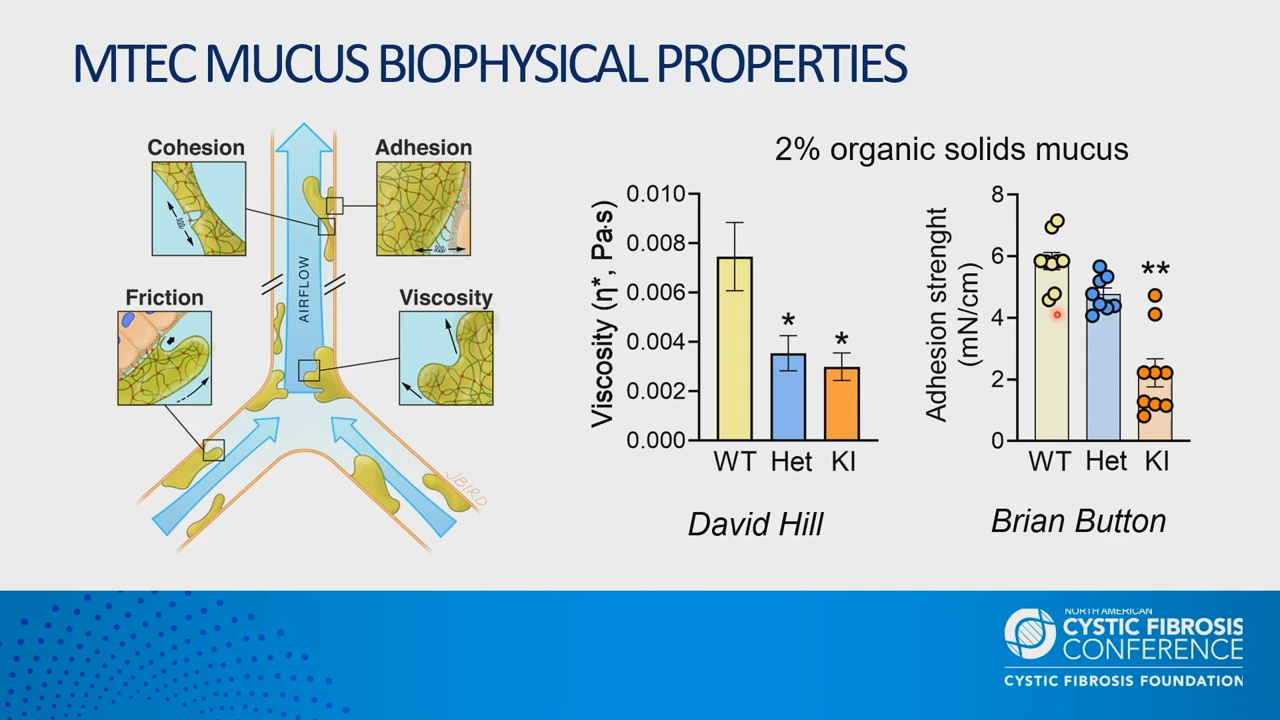 MTEC MUCUS BIOPHYSICAL PROPERTIES
Cohesion
Adhesion
Friction
Viscosity
AIRFLOW
JBIRD
2% organic solids mucus
Viscosity (η*, Pa·s)
0.010
0.008
0.006
0.004
0.002
0.000
*
*
WT Het KI
David Hill
Adhesion strenght
(mN/cm)
8
6
4
2
0
**
WT Het KI
Brian Button
NORTH AMERICAN
CYSTIC FIBROSIS
CONFERENCE
CYSTIC FIBROSIS FOUNDATION